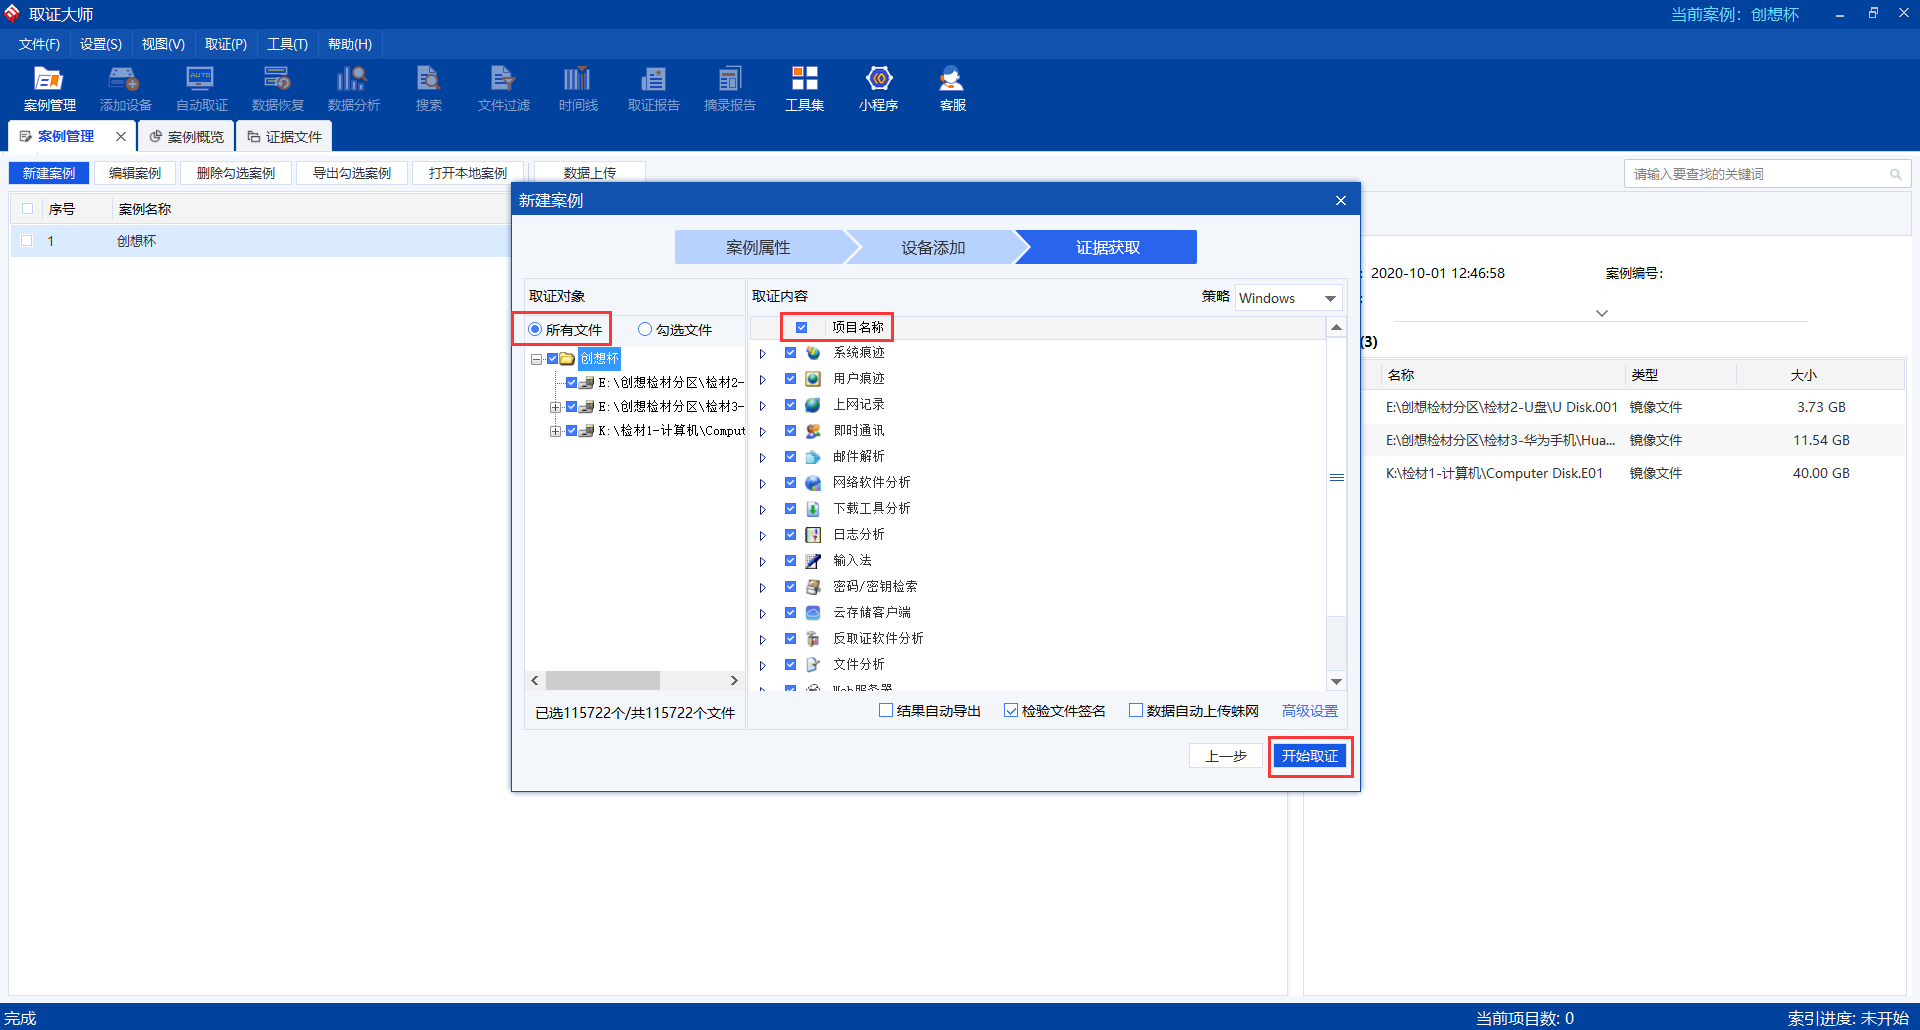 取证大师
当前案例：创想杯
文件(F) 设置(S) 视图(V) 取证(P) 工具(T) 帮助(H)
案例管理 添加设备 自动取证 数据恢复 数据分析 搜索 文件过滤 时间线 取证报告 摘录报告 工具集 小程序 客服
案例管理 案例概览 证据文件
新建案例 编辑案例 删除勾选案例 导出勾选案例 打开本地案例 数据上传
请输入要查找的关键词
序号 案例名称
1 创想杯
新建案例
案例属性 设备添加 证据获取
取证对象
所有文件 勾选文件
创想杯
E:\创想检材分区\检材2-
E:\创想检材分区\检材3-
K:\检材1-计算机\Comput
已选115722个/共115722个文件
取证内容
策略 Windows
项目名称
系统痕迹
用户痕迹
上网记录
即时通讯
邮件解析
网络软件分析
下载工具分析
日志分析
输入法
密码/密钥检索
云存储客户端
反取证软件分析
文件分析
Web服务器
结果自动导出 检验文件签名 数据自动上传蛛网 高级设置
上一步 开始取证
: 2020-10-01 12:46:58 案例编号:
:
(3)
名称 类型 大小
E:\创想检材分区\检材2-U盘\U Disk.001 镜像文件 3.73 GB
E:\创想检材分区\检材3-华为手机\Hua... 镜像文件 11.54 GB
K:\检材1-计算机\Computer Disk.E01 镜像文件 40.00 GB
完成
当前项目数: 0
索引进度: 未开始